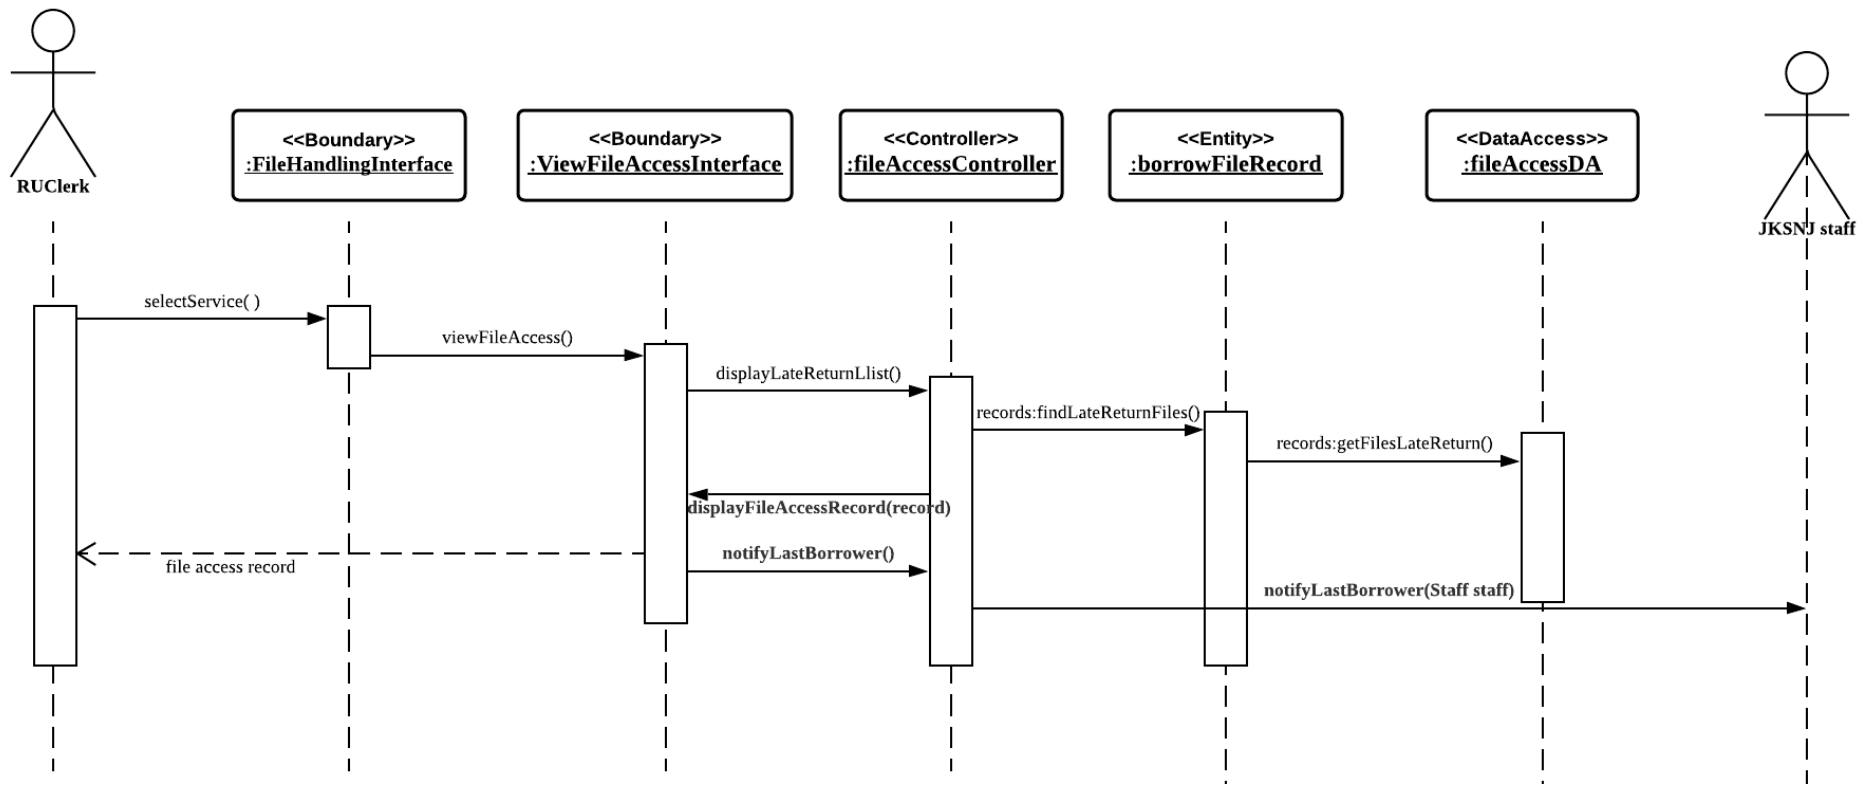 RUClerk
<<Boundary>>
:FileHandlingInterface
<<Boundary>>
:ViewFileAccessInterface
<<Controller>>
:fileAccessController
<<Entity>>
:borrowFileRecord
<<DataAccess>>
:fileAccessDA
JKSNJ staff
selectService( )
viewFileAccess()
displayLateReturnLlist()
records:findLateReturnFiles()
records:getFilesLateReturn()
displayFileAccessRecord(record)
file access record
notifyLastBorrower()
notifyLastBorrower(Staff staff)